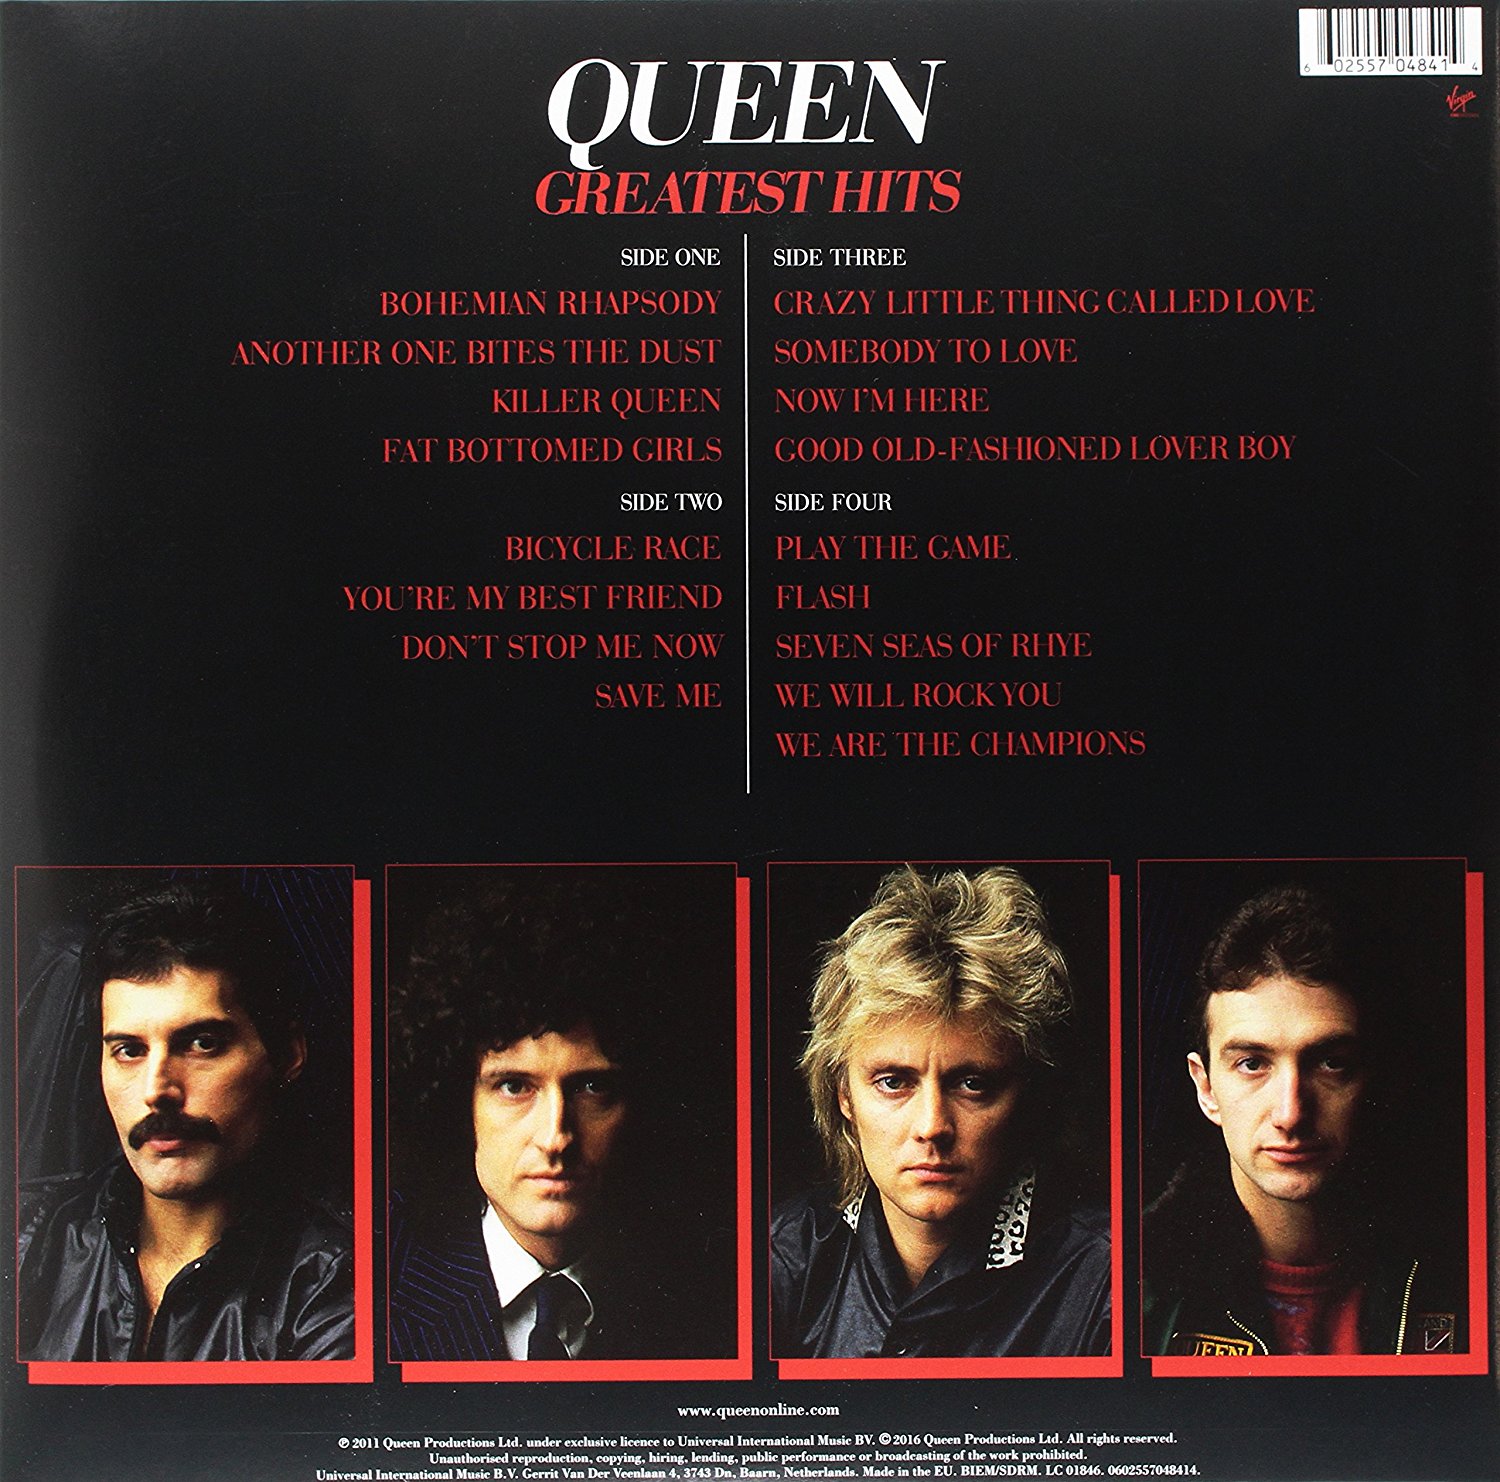 6 02557 04841 4
Virgin
QUEEN
GREATEST HITS
SIDE ONE
BOHEMIAN RHAPSODY
ANOTHER ONE BITES THE DUST
KILLER QUEEN
FAT BOTTOMED GIRLS
SIDE TWO
BICYCLE RACE
YOU'RE MY BEST FRIEND
DON'T STOP ME NOW
SAVE ME
SIDE THREE
CRAZY LITTLE THING CALLED LOVE
SOMEBODY TO LOVE
NOW I'M HERE
GOOD OLD-FASHIONED LOVER BOY
SIDE FOUR
PLAY THE GAME
FLASH
SEVEN SEAS OF RHYE
WE WILL ROCK YOU
WE ARE THE CHAMPIONS
www.queenonline.com
℗ 2011 Queen Productions Ltd. under exclusive licence to Universal International Music BV. © 2016 Queen Productions Ltd. All rights reserved.
Unauthorised reproduction, copying, hiring, lending, public performance or broadcasting of the work prohibited.
Universal International Music B.V. Gerrit Van Der Veenlaan 4, 3743 Dn, Baarn, Netherlands. Made in the EU. BIEM/SDRM. LC 01846. 0602557048414.